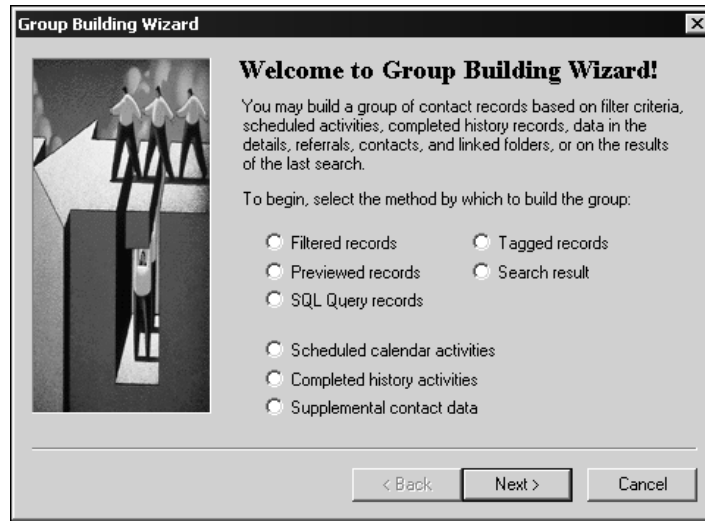 Group Building Wizard
Welcome to Group Building Wizard!
You may build a group of contact records based on filter criteria,
scheduled activities, completed history records, data in the
details, referrals, contacts, and linked folders, or on the results
of the last search.
To begin, select the method by which to build the group:
Filtered records
Tagged records
Previewed records
Search result
SQL Query records
Scheduled calendar activities
Completed history activities
Supplemental contact data
< Back
Next >
Cancel